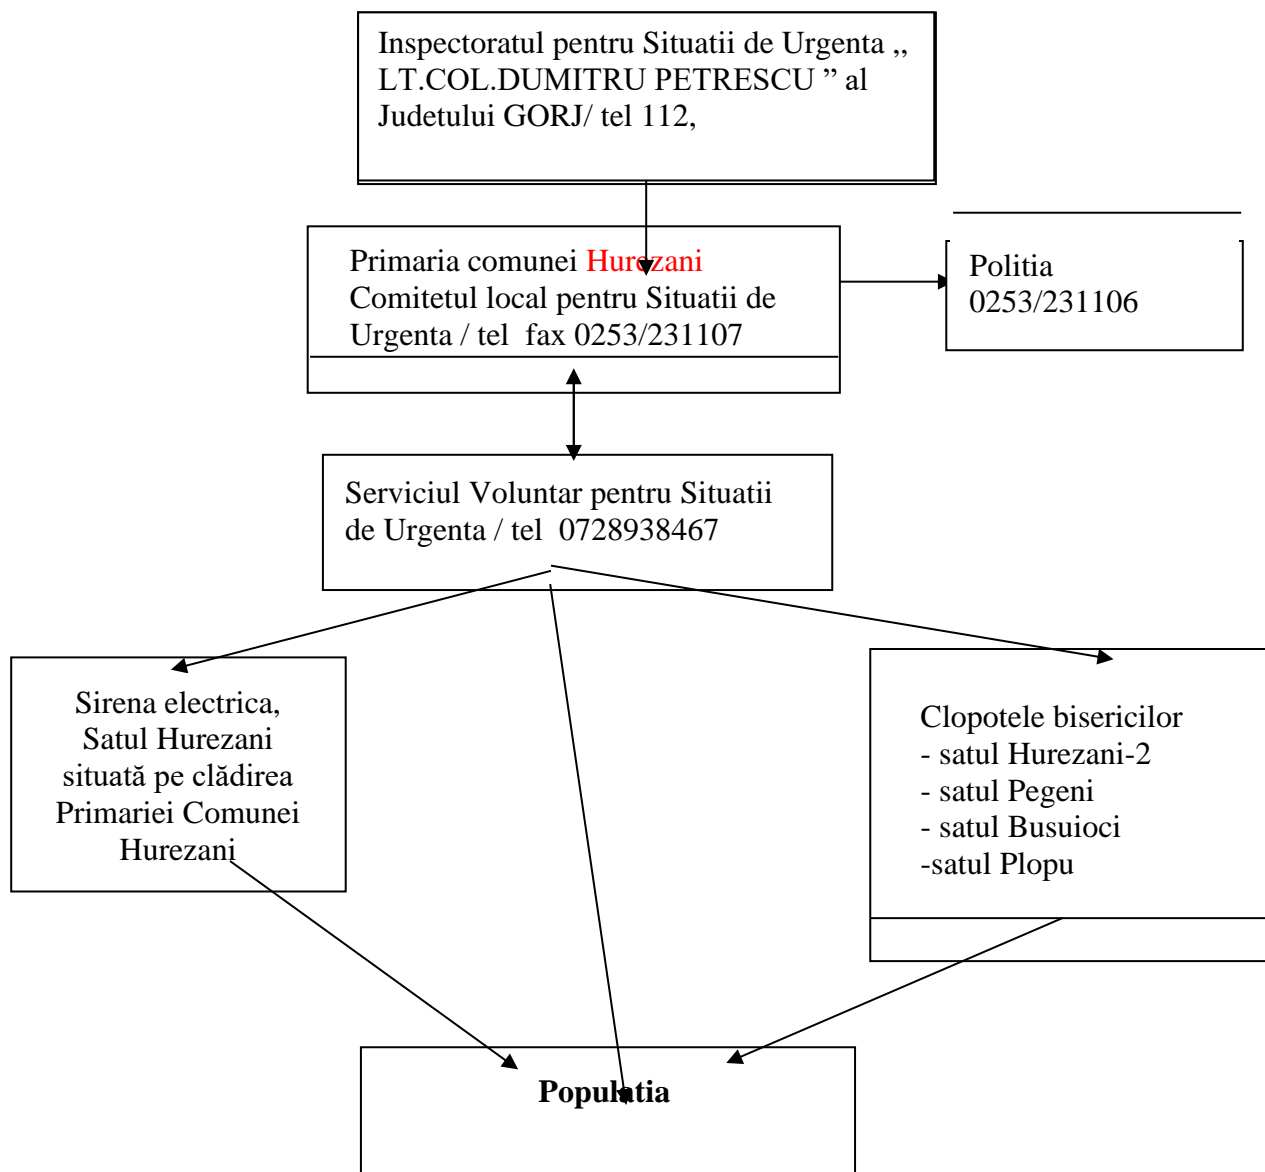 Inspectoratul pentru Situatii de Urgenta ,,
LT.COL.DUMITRU PETRESCU ” al
Judetului GORJ/ tel 112,
Primaria comunei Hurezani
Comitetul local pentru Situatii de
Urgenta / tel fax 0253/231107
Politia
0253/231106
Serviciul Voluntar pentru Situatii
de Urgenta / tel 0728938467
Sirena electrica,
Satul Hurezani
situată pe clădirea
Primariei Comunei
Hurezani
Clopotele bisericilor
- satul Hurezani-2
- satul Pegeni
- satul Busuioci
-satul Plopu
Populatia